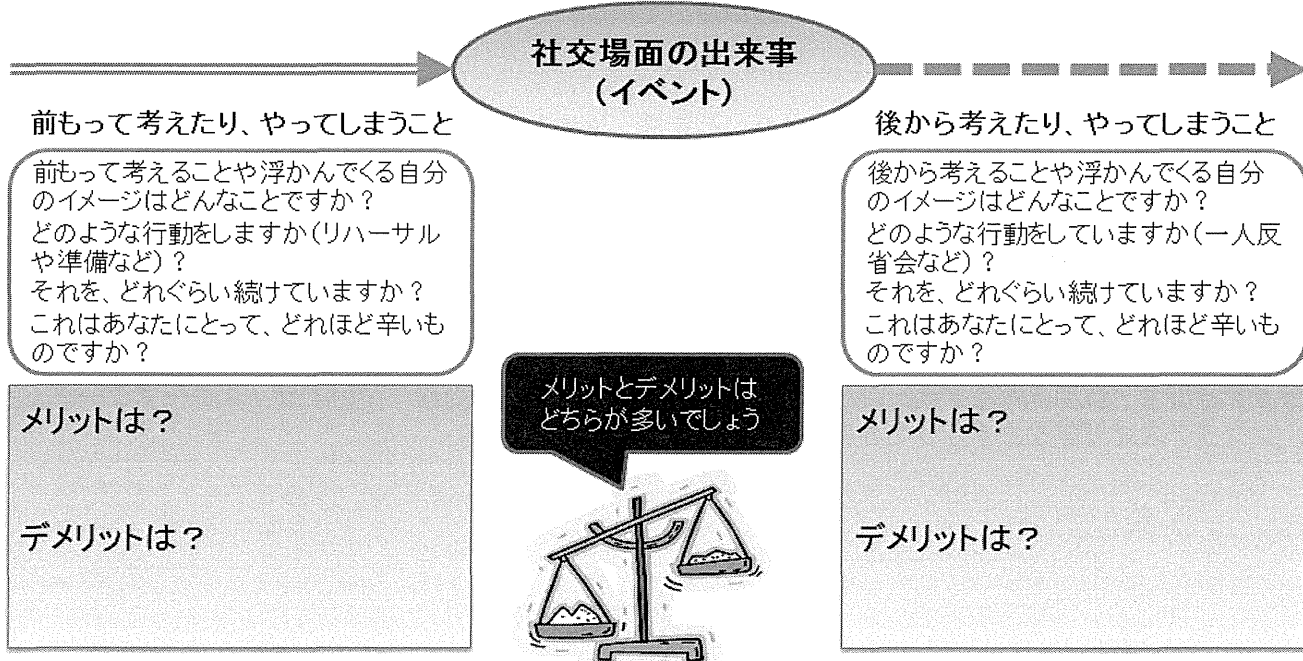 社交場面の出来事
（イベント）
前もって考えたり、やってしまうこと
前もって考えることや浮かんでくる自分
のイメージはどんなことですか？
どのような行動をしますか（リハーサル
や準備など）？
それを、どれぐらい続けていますか？
これはあなたにとって、どれほど辛いも
のですか？
メリットは？
デメリットは？
メリットとデメリットは
どちらが多いでしょう
後から考えたり、やってしまうこと
後から考えることや浮かんでくる自分
のイメージはどんなことですか？
どのような行動をしていますか（一人反
省会など）？
それを、どれぐらい続けていますか？
これはあなたにとって、どれほど辛いも
のですか？
メリットは？
デメリットは？